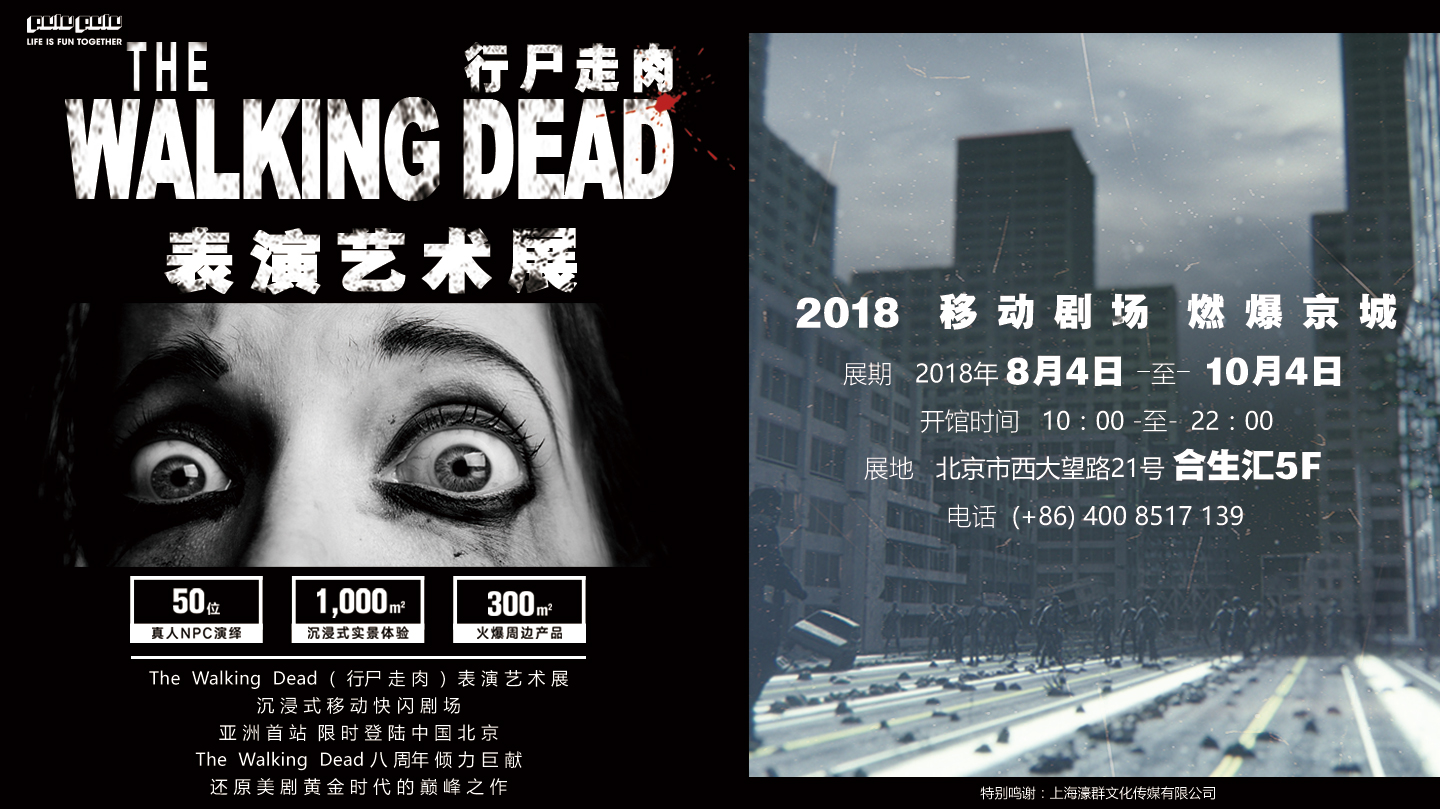 pulupulu
LIFE IS FUN TOGETHER
THE
行尸走肉
WALKING DEAD
表演艺术展
50位
真人NPC演绎
1,000m²
沉浸式实景体验
300m²
火爆周边产品
The Walking Dead（行尸走肉）表演艺术展
沉浸式移动快闪剧场
亚洲首站 限时登陆中国北京
The Walking Dead 八周年倾力巨献
还原美剧黄金时代的巅峰之作
2018 移动剧场 燃爆京城
展期 2018年 8月4日 –至– 10月4日
开馆时间 10：00 -至- 22：00
展地 北京市西大望路21号 合生汇5F
电话 (+86) 400 8517 139
特别鸣谢：上海濠群文化传媒有限公司